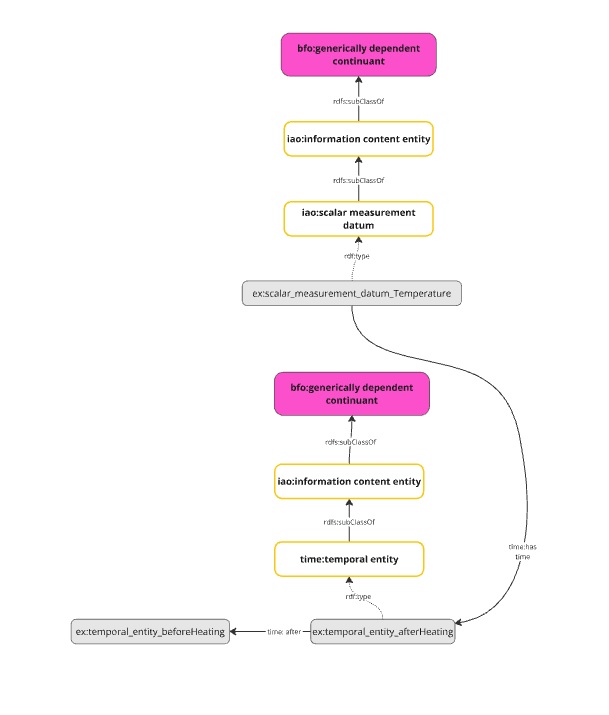 bfo:generically dependent
continuant
rdfs:subClassOf
iao:information content entity
rdfs:subClassOf
iao:scalar measurement
datum
rdf:type
ex:scalar_measurement_datum_Temperature
bfo:generically dependent
continuant
rdfs:subClassOf
iao:information content entity
rdfs:subClassOf
time:has
time
time:temporal entity
rdf:type
ex:temporal_entity_beforeHeating
time: after
ex:temporal_entity_afterHeating